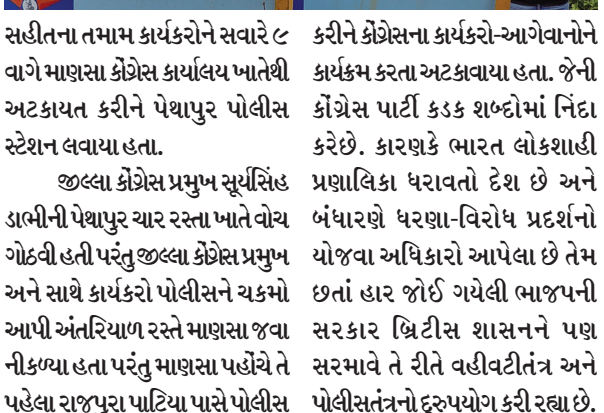 સહીતના તમામ કાર્યકરોને સવારે ૯
વાગે માણસા કોંગ્રેસ કાર્યાલય ખાતેથી
અટકાયત કરીને પેથાપુર પોલીસ
સ્ટેશન લવાયા હતા.
જીલ્લા કોંગ્રેસ પ્રમુખ સૂર્યસિંહ
ડાભીની પેથાપુર ચાર રસ્તા ખાતે વોચ
ગોઠવી હતી પરંતુ જીલ્લા કોંગ્રેસ પ્રમુખ
અને સાથે કાર્યકરો પોલીસને ચકમો
આપી અંતરિયાળ રસ્તે માણસા જવા
નીકળ્યા હતા પરંતુ માણસા પહોંચે તે
પહેલા રાજપુરા પાટિયા પાસે પોલીસ
કરીને કોંગ્રેસના કાર્યકરો-આગેવાનોને
કાર્યક્રમ કરતા અટકાવાયા હતા. જેની
કોંગ્રેસ પાર્ટી કડક શબ્દોમાં નિંદા
કરેછે. કારણકે ભારત લોકશાહી
પ્રણાલિકા ધરાવતો દેશ છે અને
બંધારણે ધરણા-વિરોધ પ્રદર્શનો
યોજવા અધિકારો આપેલા છે તેમ
છતાં હાર જોઈ ગયેલી ભાજપની
સરકાર બ્રિટીસ શાસનને પણ
સરમાવે તે રીતે વહીવટીતંત્ર અને
પોલીસતંત્રનો દુરુપયોગ કરી રહ્યા છે.